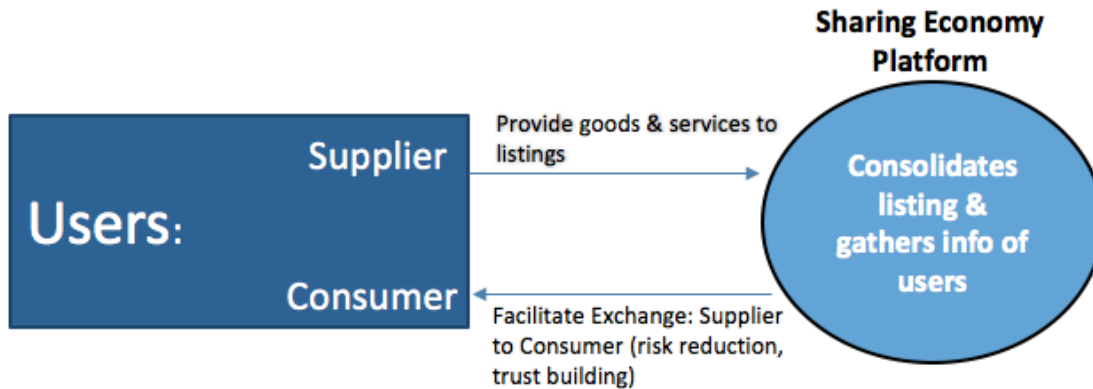 Sharing Economy
Platform
Provide goods & services to
listings
Supplier
Users:
Consumer
Consolidates
listing &
gathers info of
users
Facilitate Exchange: Supplier
to Consumer (risk reduction,
trust building)